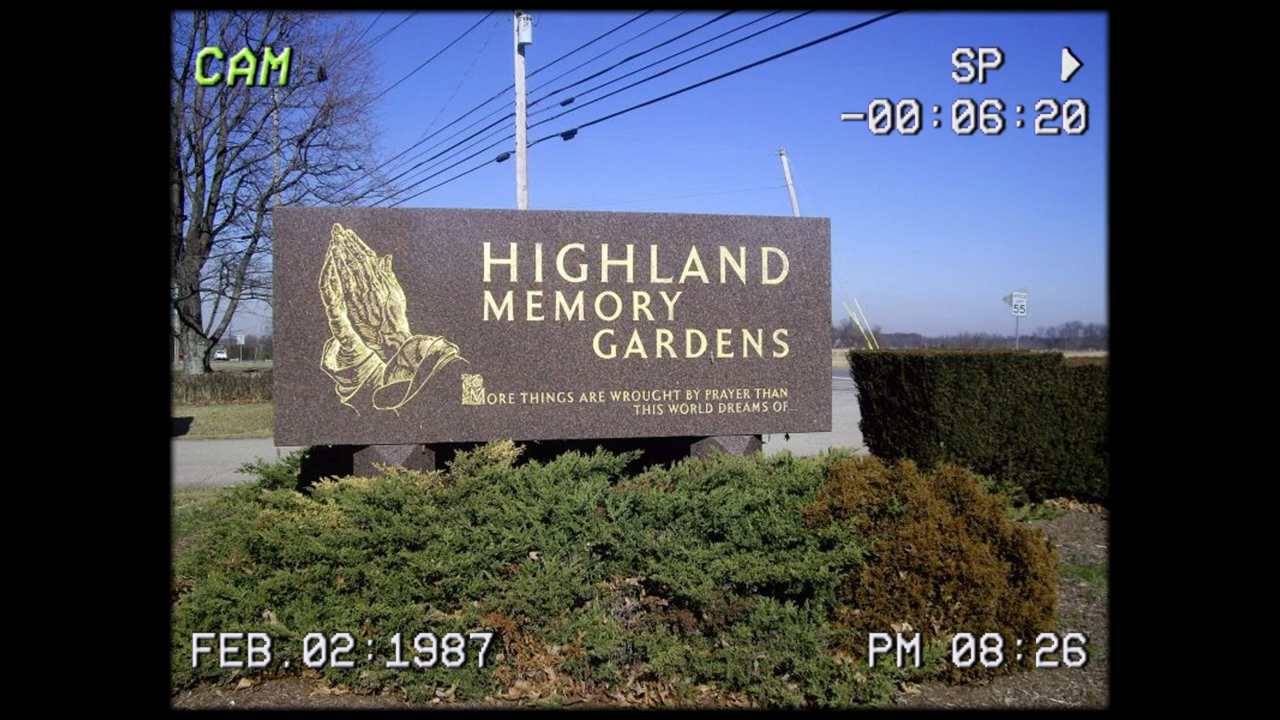 CAM
SP
-00:06:20
HIGHLAND
MEMORY
GARDENS
MORE THINGS ARE WROUGHT BY PRAYER THAN
THIS WORLD DREAMS OF...
55
FEB.02:1987
PM 08:26